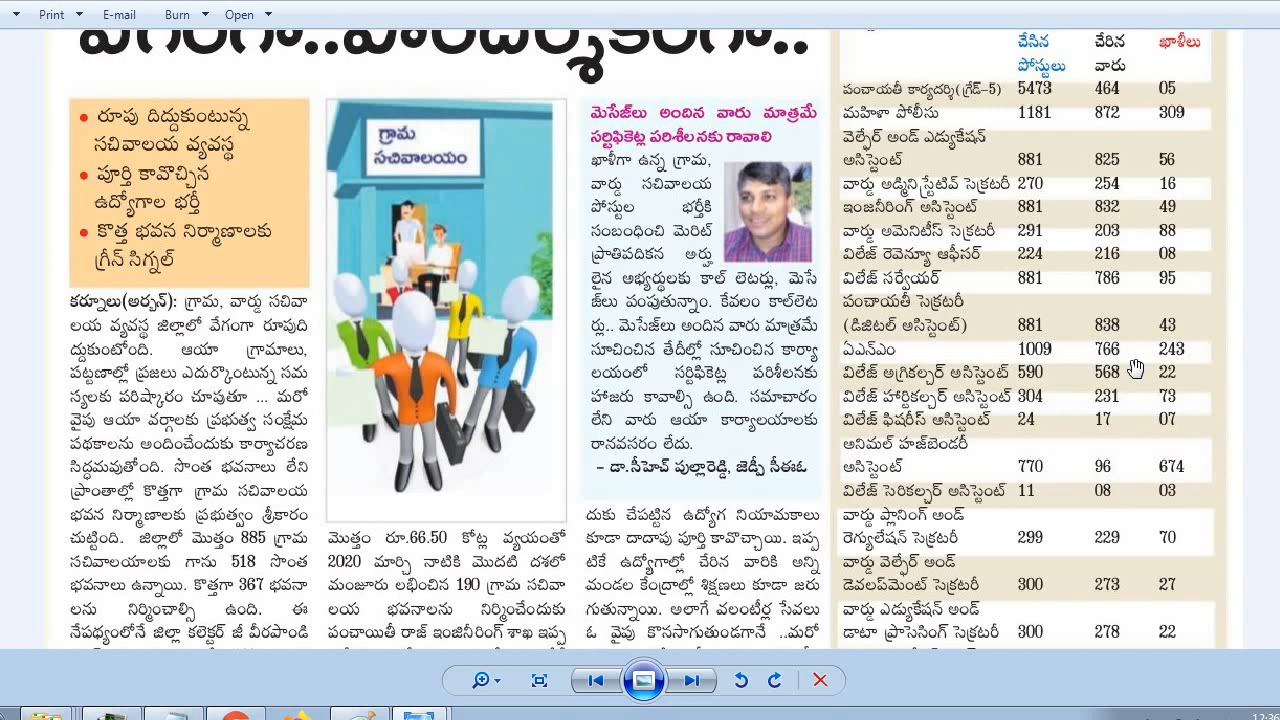 Print E-mail Burn Open
వేగంగా..పారదర్శకంగా..
● రూపు దిద్దుకుంటున్న
సచివాలయ వ్యవస్థ
● పూర్తి కావొచ్చిన
ఉద్యోగాల భర్తీ
● కొత్త భవన నిర్మాణాలకు
గ్రీన్ సిగ్నల్
కర్నూలు(అర్బన్): గ్రామ, వార్డు సచివా
లయ వ్యవస్థ జిల్లాలో వేగంగా రూపుది
ద్దుకుంటోంది. ఆయా గ్రామాలు,
పట్టణాల్లో ప్రజలు ఎదుర్కొంటున్న సమ
స్యలకు పరిష్కారం చూపుతూ ... మరో
వైపు ఆయా వర్గాలకు ప్రభుత్వ సంక్షేమ
పథకాలను అందించేందుకు కార్యాచరణ
సిద్ధమవుతోంది. సొంత భవనాలు లేని
ప్రాంతాల్లో కొత్తగా గ్రామ సచివాలయ
భవన నిర్మాణాలకు ప్రభుత్వం శ్రీకారం
చుట్టింది. జిల్లాలో మొత్తం 885 గ్రామ
సచివాలయాలకు గాను 518 సొంత
భవనాలు ఉన్నాయి. కొత్తగా 367 భవనా
లను నిర్మించాల్సి ఉంది. ఈ
నేపథ్యంలోనే జిల్లా కలెక్టర్ జీ వీరపాండి
గ్రామ
సచివాలయం
మొత్తం రూ.66.50 కోట్ల వ్యయంతో
2020 మార్చి నాటికి మొదటి దశలో
మంజూరు లభించిన 190 గ్రామ సచివా
లయ భవనాలను నిర్మించేందుకు
పంచాయితీ రాజ్ ఇంజినీరింగ్ శాఖ ఇప్ప
మెసేజ్‌లు అందిన వారు మాత్రమే
సర్టిఫికెట్ల పరిశీలనకు రావాలి
ఖాళీగా ఉన్న గ్రామ,
వార్డు సచివాలయ
పోస్టుల భర్తీకి
సంబంధించి మెరిట్
ప్రాతిపదికన అర్హు
లైన అభ్యర్థులకు కాల్ లెటర్లు, మెసే
జ్‌లు పంపుతున్నాం. కేవలం కాల్‌లెట
ర్లు.. మెసేజ్‌లు అందిన వారు మాత్రమే
సూచించిన తేదీల్లో సూచించిన కార్యా
లయంలో సర్టిఫికెట్ల పరిశీలనకు
హాజరు కావాల్సి ఉంది. సమాచారం
లేని వారు ఆయా కార్యాలయాలకు
రానవసరం లేదు.
– డా.సీహెచ్ పుల్లారెడ్డి, జెడ్పీ సీఈఓ
దుకు చేపట్టిన ఉద్యోగ నియామకాలు
కూడా దాదాపు పూర్తి కావొచ్చాయి. ఇప్ప
టికే ఉద్యోగాల్లో చేరిన వారికి అన్ని
మండల కేంద్రాల్లో శిక్షణలు కూడా జరు
గుతున్నాయి. అలాగే వలంటీర్ల సేవలు
ఓ వైపు కొనసాగుతుండగానే ..మరో
చేసిన చేరిన ఖాళీలు
పోస్టులు వారు
పంచాయతీ కార్యదర్శి(గ్రేడ్–5) 5473 464 05
మహిళా పోలీసు 1181 872 309
వెల్ఫేర్ అండ్ ఎడ్యుకేషన్
అసిస్టెంట్ 881 825 56
వార్డు అడ్మినిస్ట్రేటివ్ సెక్రటరీ 270 254 16
ఇంజనీరింగ్ అసిస్టెంట్ 881 832 49
వార్డు అమెనిటీస్ సెక్రటరీ 291 203 88
విలేజ్ రెవెన్యూ ఆఫీసర్ 224 216 08
విలేజ్ సర్వేయర్ 881 786 95
పంచాయతీ సెక్రటరీ
(డిజిటల్ అసిస్టెంట్) 881 838 43
ఏఎన్ఎం 1009 766 243
విలేజ్ అగ్రికల్చర్ అసిస్టెంట్ 590 568 22
విలేజ్ హార్టికల్చర్ అసిస్టెంట్ 304 231 73
విలేజ్ ఫిషరీస్ అసిస్టెంట్ 24 17 07
అనిమల్ హజ్‌బెండరీ
అసిస్టెంట్ 770 96 674
విలేజ్ సెరికల్చర్ అసిస్టెంట్ 11 08 03
వార్డు ప్లానింగ్ అండ్
రెగ్యులేషన్ సెక్రటరీ 299 229 70
వార్డు వెల్ఫేర్ అండ్
డెవలప్‌మెంట్ సెక్రటరీ 300 273 27
వార్డు ఎడ్యుకేషన్ అండ్
డాటా ప్రాసెసింగ్ సెక్రటరీ 300 278 22